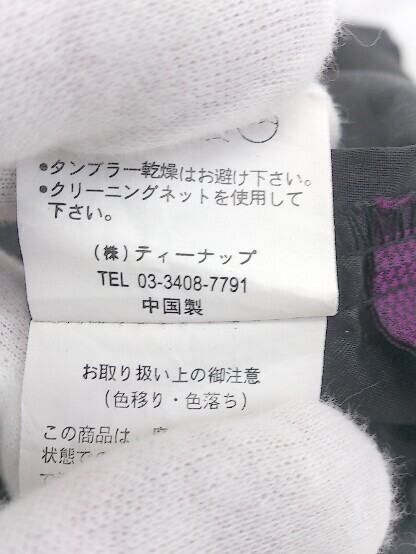 ●タンブラー乾燥はお避け下さい。
●クリーニングネットを使用して
下さい。
(株)ティーナップ
TEL 03-3408-7791
中国製
お取り扱い上の御注意
(色移り・色落ち)
この商品は
状態で